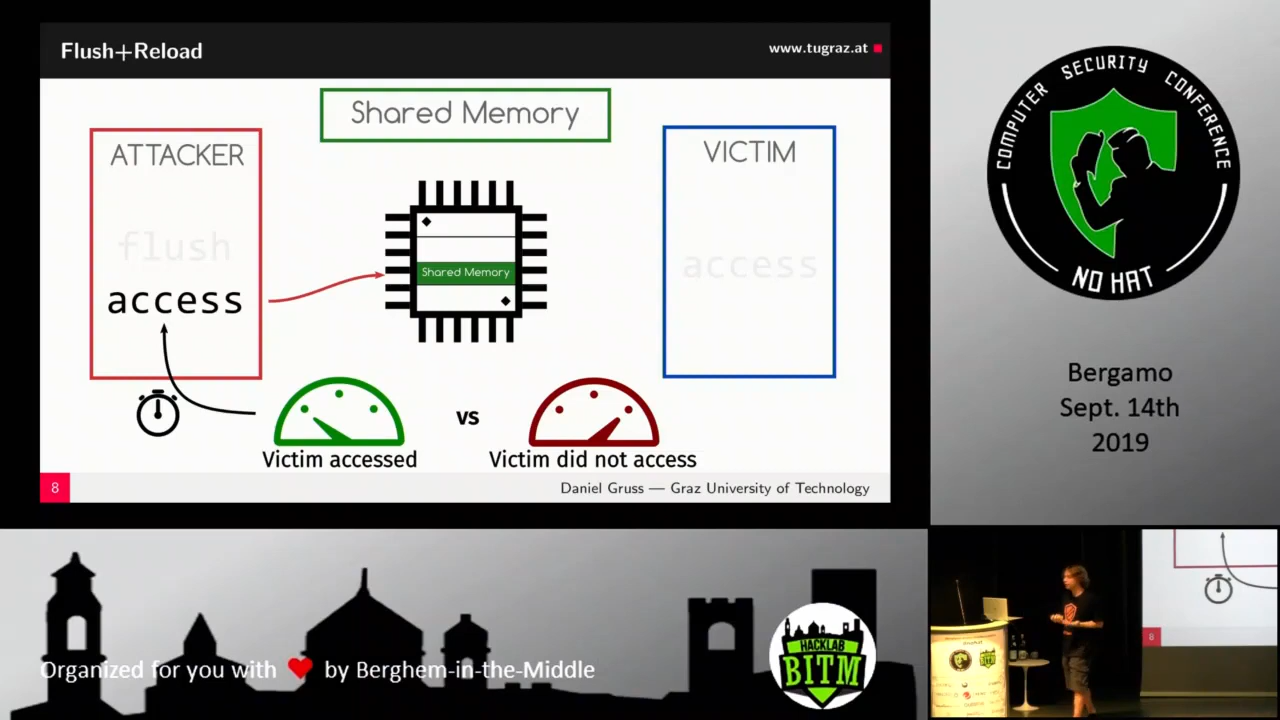 Flush+Reload
www.tugraz.at
Shared Memory
ATTACKER
flush
access
Shared Memory
VICTIM
access
vs
Victim accessed
Victim did not access
8
Daniel Gruss — Graz University of Technology
COMPUTER SECURITY CONFERENCE
NO HAT
Bergamo
Sept. 14th
2019
Organized for you with ❤ by Berghem-in-the-Middle
HACKLAB
BITM
8